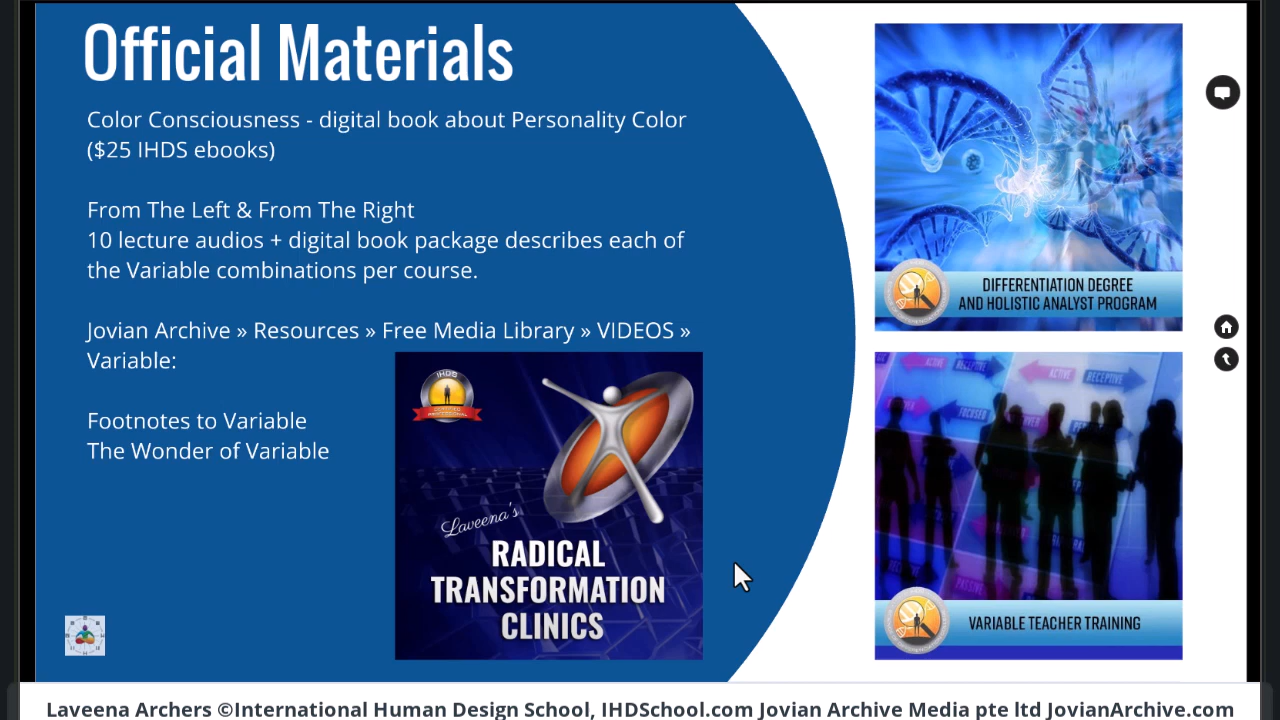 Official Materials
Color Consciousness - digital book about Personality Color
($25 IHDS ebooks)
From The Left & From The Right
10 lecture audios + digital book package describes each of
the Variable combinations per course.
Jovian Archive » Resources » Free Media Library » VIDEOS »
Variable:
Footnotes to Variable
The Wonder of Variable
IHDS
CERTIFIED
PROFESSIONAL
Laveena's
RADICAL
TRANSFORMATION
CLINICS
DIFFERENTIATION DEGREE
AND HOLISTIC ANALYST PROGRAM
ACTIVE
RECEPTIVE
ACTIVE
RECEPTIVE
FOCUSED
VARIABLE TEACHER TRAINING
Laveena Archers ©International Human Design School, IHDSchool.com Jovian Archive Media pte ltd JovianArchive.com